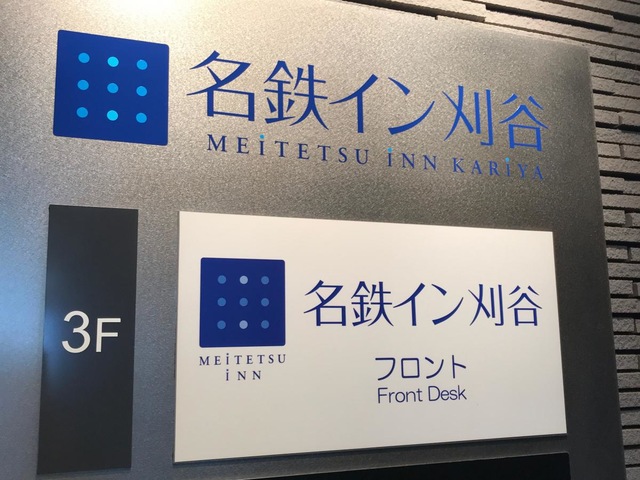 名鉄イン刈谷
MEiTETSU iNN KARiYA
3F
名鉄イン刈谷
MEiTETSU
iNN
フロント
Front Desk